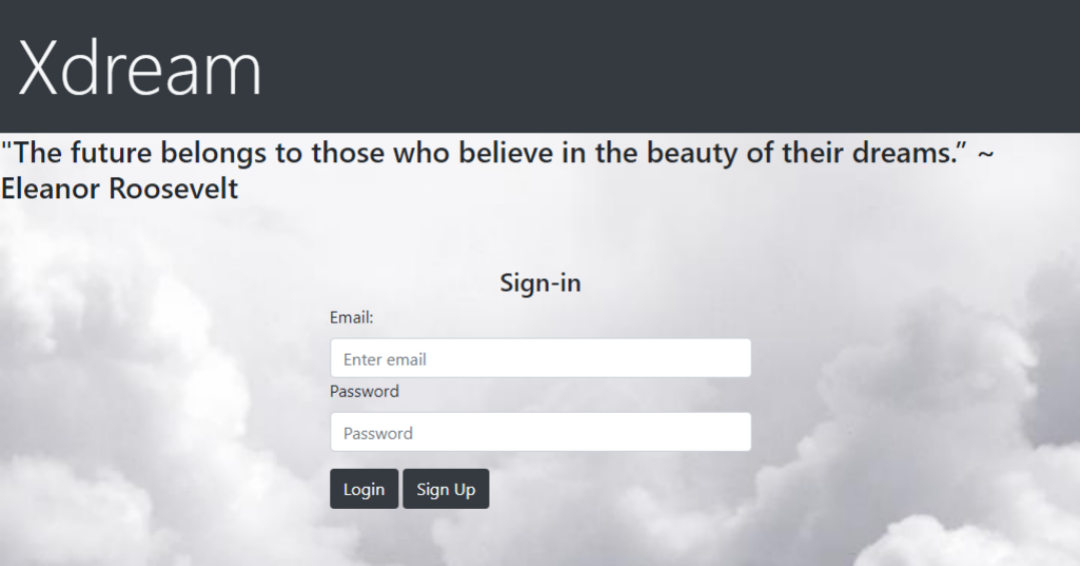 Xdream
"The future belongs to those who believe in the beauty of their dreams.” ~
Eleanor Roosevelt
Sign-in
Email:
Enter email
Password
Password
Login Sign Up